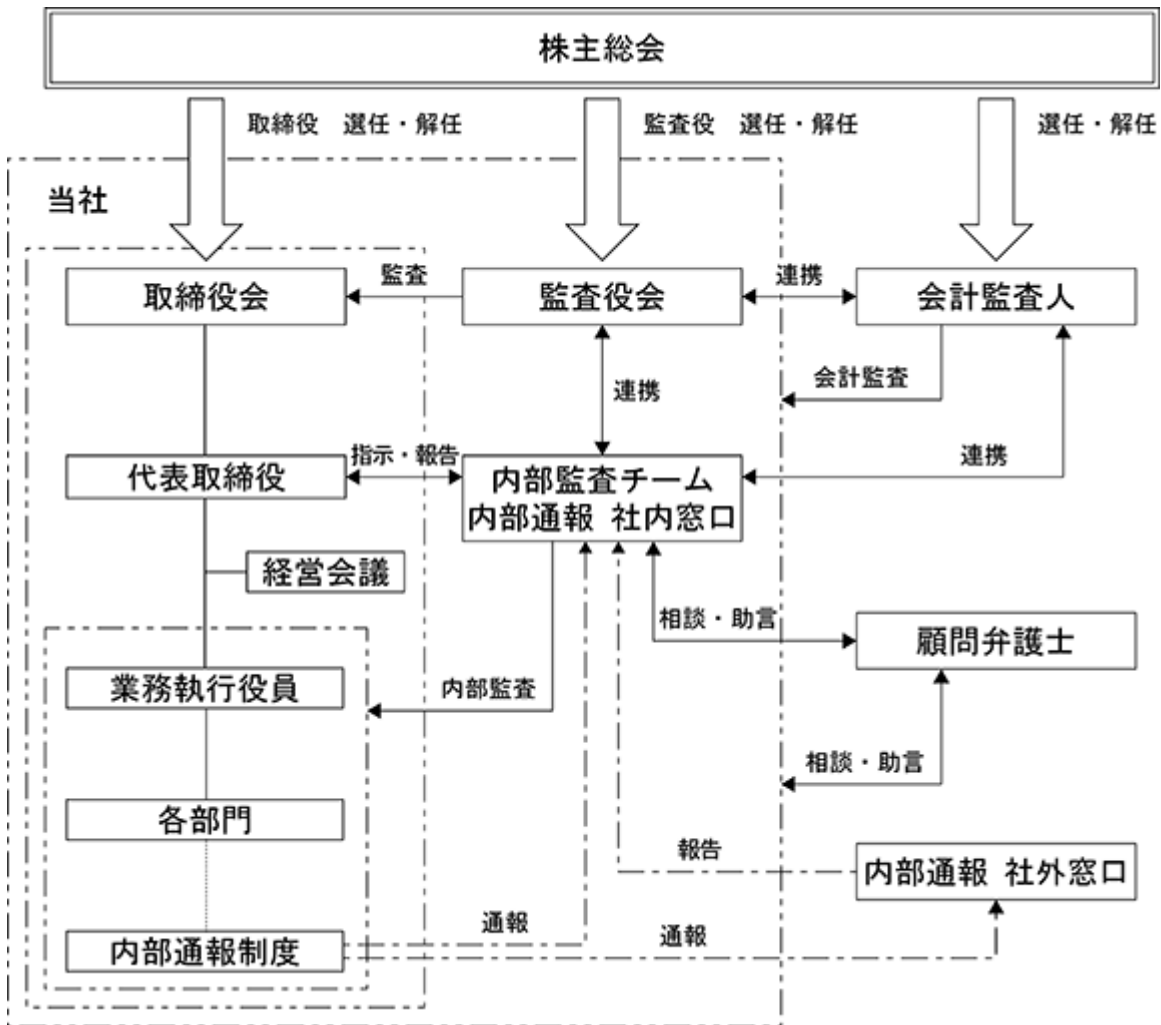 株主総会
取締役　選任・解任
監査役　選任・解任
選任・解任
当社
取締役会
監査
監査役会
連携
会計監査人
会計監査
連携
代表取締役
指示・報告
内部監査チーム
内部通報 社内窓口
連携
経営会議
相談・助言
顧問弁護士
業務執行役員
内部監査
相談・助言
各部門
報告
内部通報 社外窓口
内部通報制度
通報
通報